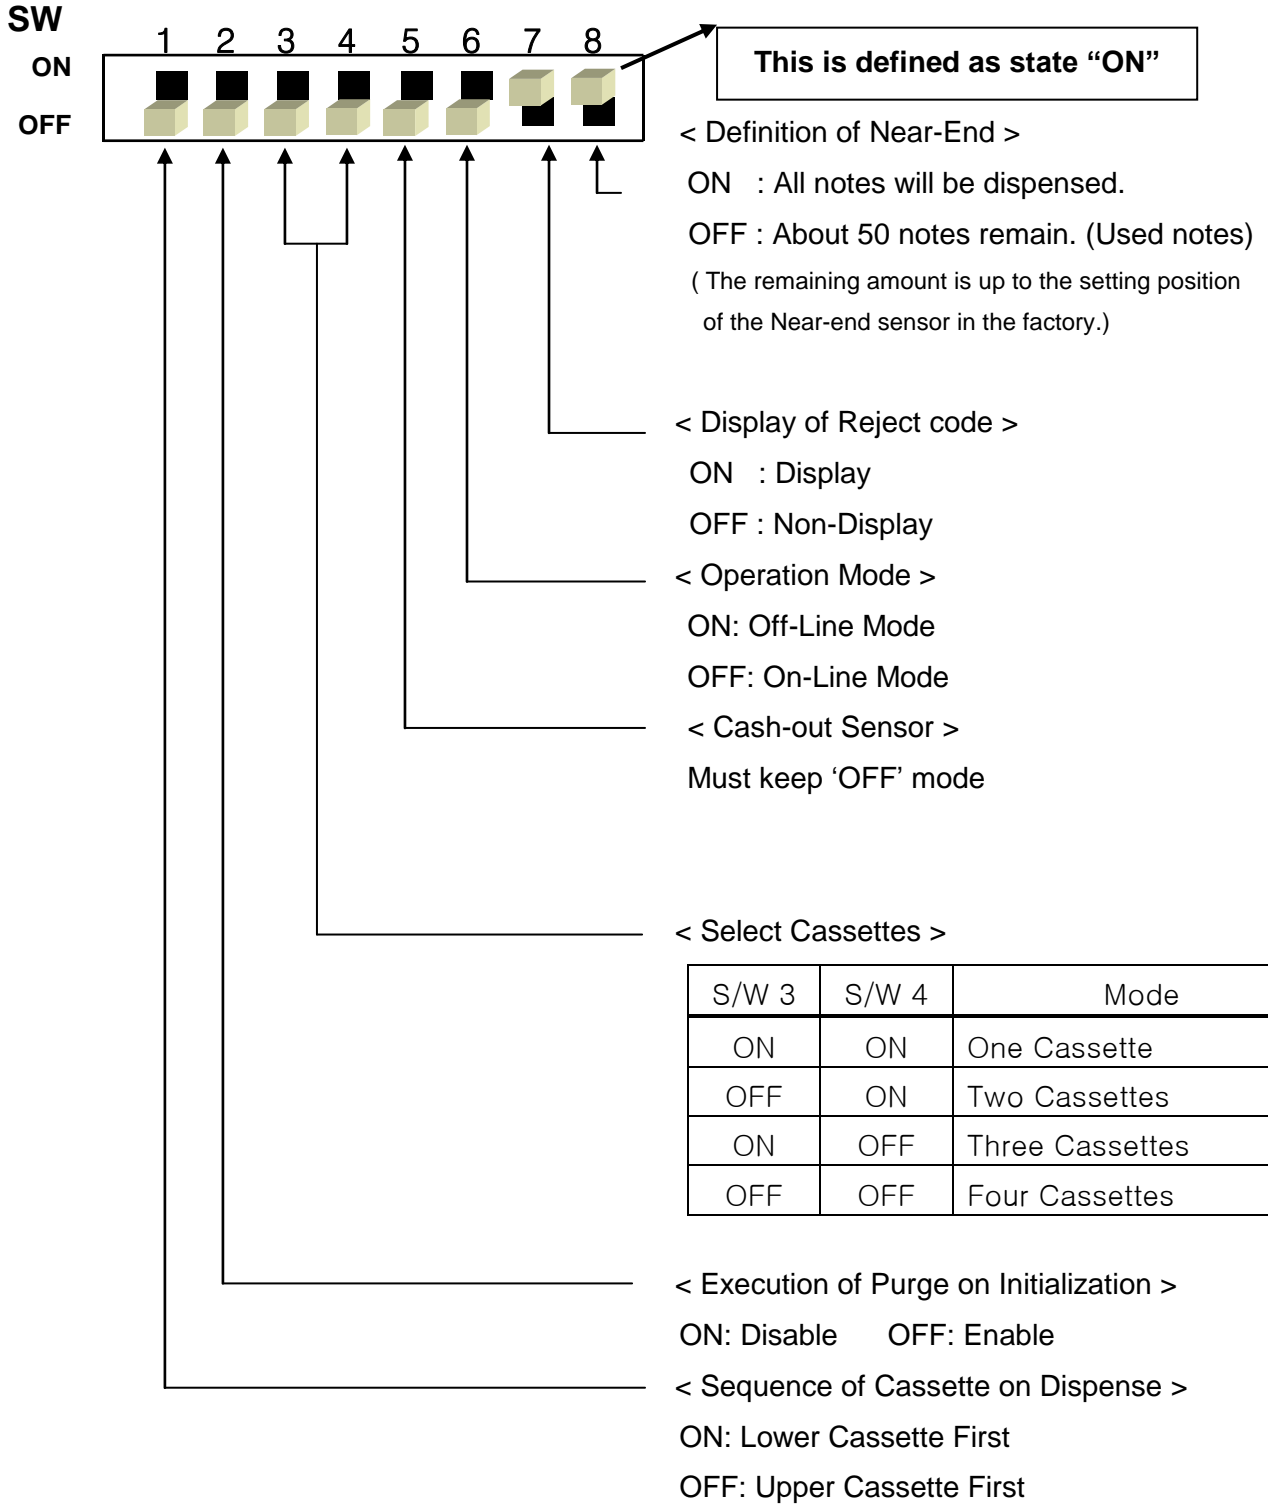 SW
1 2 3 4 5 6 7 8
ON
OFF
This is defined as state “ON”
< Definition of Near-End >
ON : All notes will be dispensed.
OFF : About 50 notes remain. (Used notes)
( The remaining amount is up to the setting position
of the Near-end sensor in the factory.)
< Display of Reject code >
ON : Display
OFF : Non-Display
< Operation Mode >
ON: Off-Line Mode
OFF: On-Line Mode
< Cash-out Sensor >
Must keep ‘OFF’ mode
< Select Cassettes >
S/W 3 S/W 4 Mode
ON ON One Cassette
OFF ON Two Cassettes
ON OFF Three Cassettes
OFF OFF Four Cassettes
< Execution of Purge on Initialization >
ON: Disable OFF: Enable
< Sequence of Cassette on Dispense >
ON: Lower Cassette First
OFF: Upper Cassette First